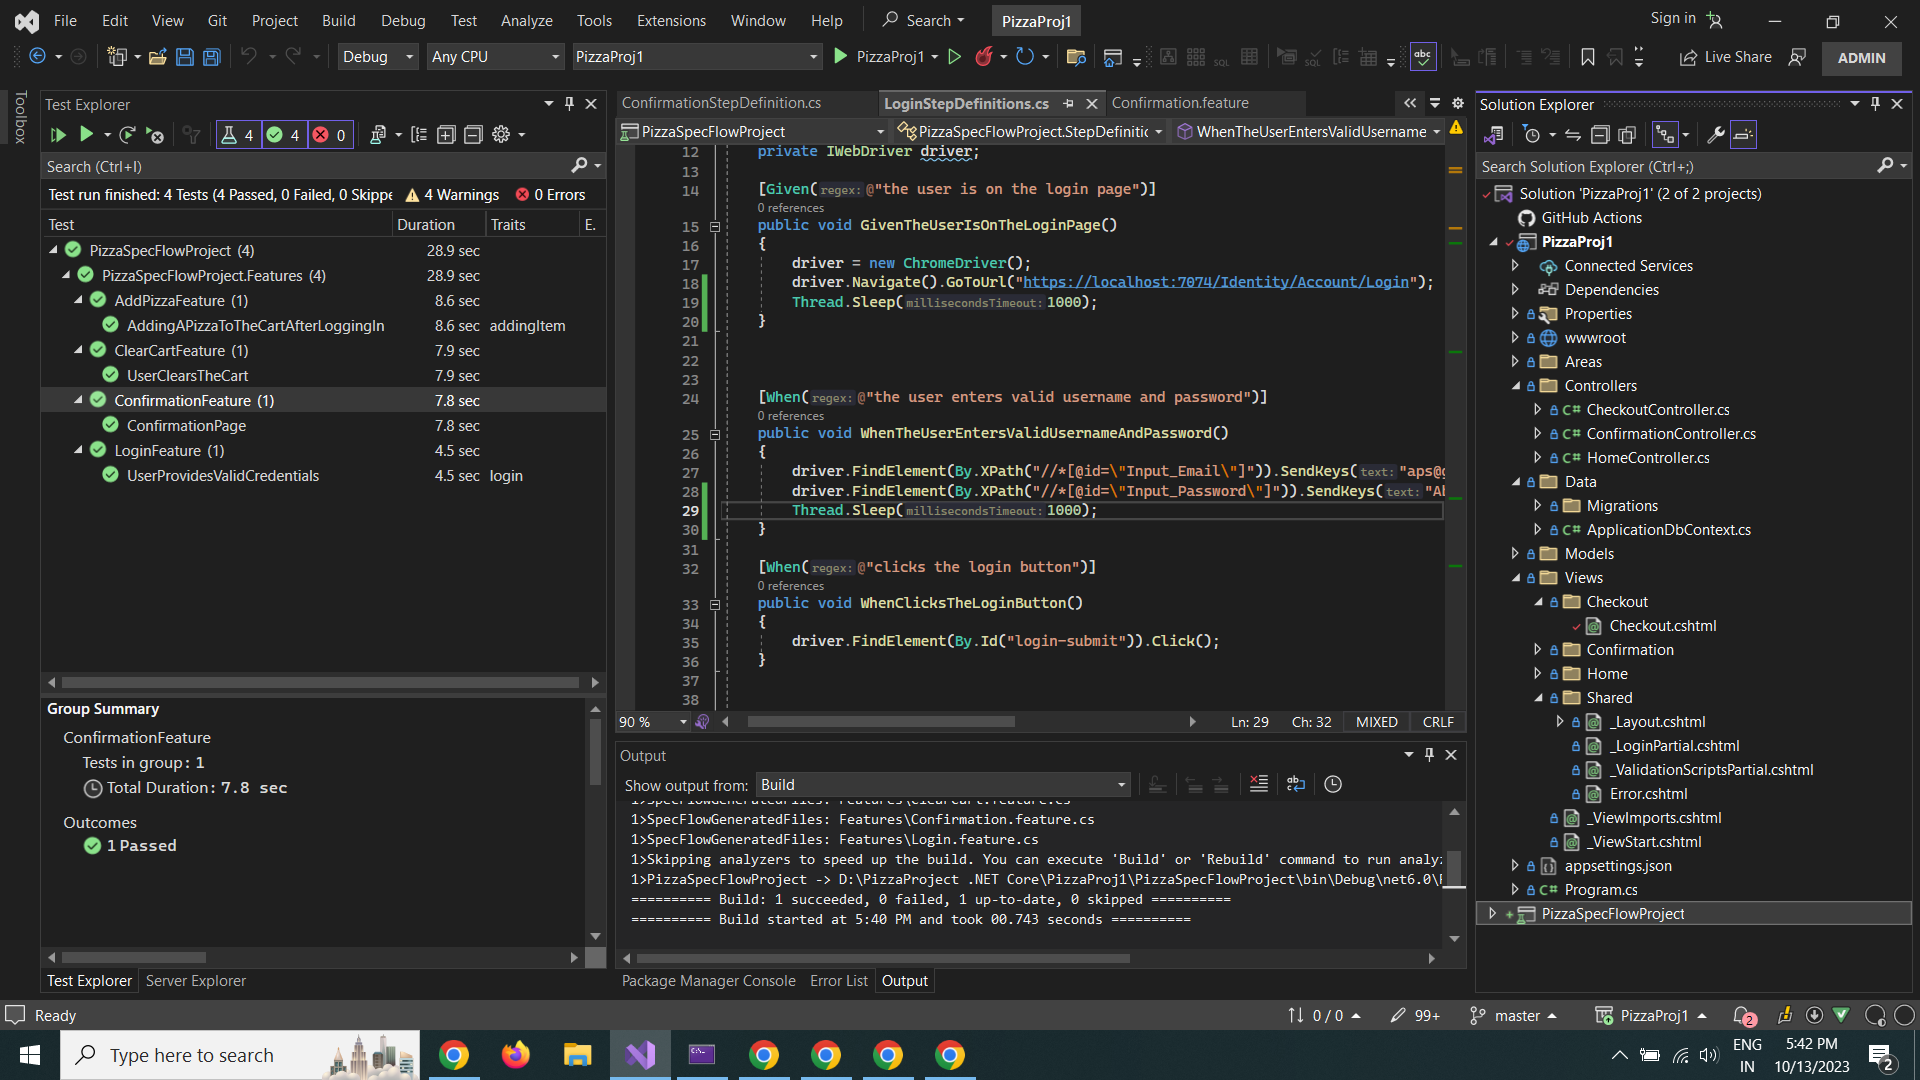 File Edit View Git Project Build Debug Test Analyze Tools Extensions Window Help Search PizzaProj1 Sign in
Debug Any CPU PizzaProj1 PizzaProj1 Live Share ADMIN
Toolbox
Test Explorer
4 4 0
Search (Ctrl+I)
Test run finished: 4 Tests (4 Passed, 0 Failed, 0 Skippe 4 Warnings 0 Errors
Test Duration Traits E.
PizzaSpecFlowProject (4) 28.9 sec
PizzaSpecFlowProject.Features (4) 28.9 sec
AddPizzaFeature (1) 8.6 sec
AddingAPizzaToTheCartAfterLoggingIn 8.6 sec addingItem
ClearCartFeature (1) 7.9 sec
UserClearsTheCart 7.9 sec
ConfirmationFeature (1) 7.8 sec
ConfirmationPage 7.8 sec
LoginFeature (1) 4.5 sec
UserProvidesValidCredentials 4.5 sec login
Group Summary
ConfirmationFeature
Tests in group: 1
Total Duration: 7.8 sec
Outcomes
1 Passed
Test Explorer Server Explorer
ConfirmationStepDefinition.cs LoginStepDefinitions.cs Confirmation.feature
PizzaSpecFlowProject PizzaSpecFlowProject.StepDefinitic WhenTheUserEntersValidUsername
12 private IWebDriver driver;
13
14 [Given(regex:@"the user is on the login page")]
0 references
15 public void GivenTheUserIsOnTheLoginPage()
16 {
17 driver = new ChromeDriver();
18 driver.Navigate().GoToUrl("https://localhost:7074/Identity/Account/Login");
19 Thread.Sleep(millisecondsTimeout:1000);
20 }
21
22
23
24 [When(regex:@"the user enters valid username and password")]
0 references
25 public void WhenTheUserEntersValidUsernameAndPassword()
26 {
27 driver.FindElement(By.XPath("//*[@id=\"Input_Email\"]")).SendKeys(text:"aps@g
28 driver.FindElement(By.XPath("//*[@id=\"Input_Password\"]")).SendKeys(text:"Al
29 Thread.Sleep(millisecondsTimeout:1000);
30 }
31
32 [When(regex:@"clicks the login button")]
0 references
33 public void WhenClicksTheLoginButton()
34 {
35 driver.FindElement(By.Id("login-submit")).Click();
36 }
37
38
90 % Ln: 29 Ch: 32 MIXED CRLF
Output
Show output from: Build
1>SpecFlowGeneratedFiles: Features\ClearCart.feature.cs
1>SpecFlowGeneratedFiles: Features\Confirmation.feature.cs
1>SpecFlowGeneratedFiles: Features\Login.feature.cs
1>Skipping analyzers to speed up the build. You can execute 'Build' or 'Rebuild' command to run analyz
1>PizzaSpecFlowProject -> D:\PizzaProject .NET Core\PizzaProj1\PizzaSpecFlowProject\bin\Debug\net6.0\
========== Build: 1 succeeded, 0 failed, 1 up-to-date, 0 skipped ==========
========== Build started at 5:40 PM and took 00.743 seconds ==========
Package Manager Console Error List Output
Solution Explorer
Search Solution Explorer (Ctrl+;)
Solution 'PizzaProj1' (2 of 2 projects)
GitHub Actions
PizzaProj1
Connected Services
Dependencies
Properties
wwwroot
Areas
Controllers
C# CheckoutController.cs
C# ConfirmationController.cs
C# HomeController.cs
Data
Migrations
C# ApplicationDbContext.cs
Models
Views
Checkout
Checkout.cshtml
Confirmation
Home
Shared
_Layout.cshtml
_LoginPartial.cshtml
_ValidationScriptsPartial.cshtml
Error.cshtml
_ViewImports.cshtml
_ViewStart.cshtml
appsettings.json
C# Program.cs
PizzaSpecFlowProject
Ready 0 / 0 99+ master PizzaProj1 2
Type here to search ENG IN 5:42 PM 10/13/2023 2